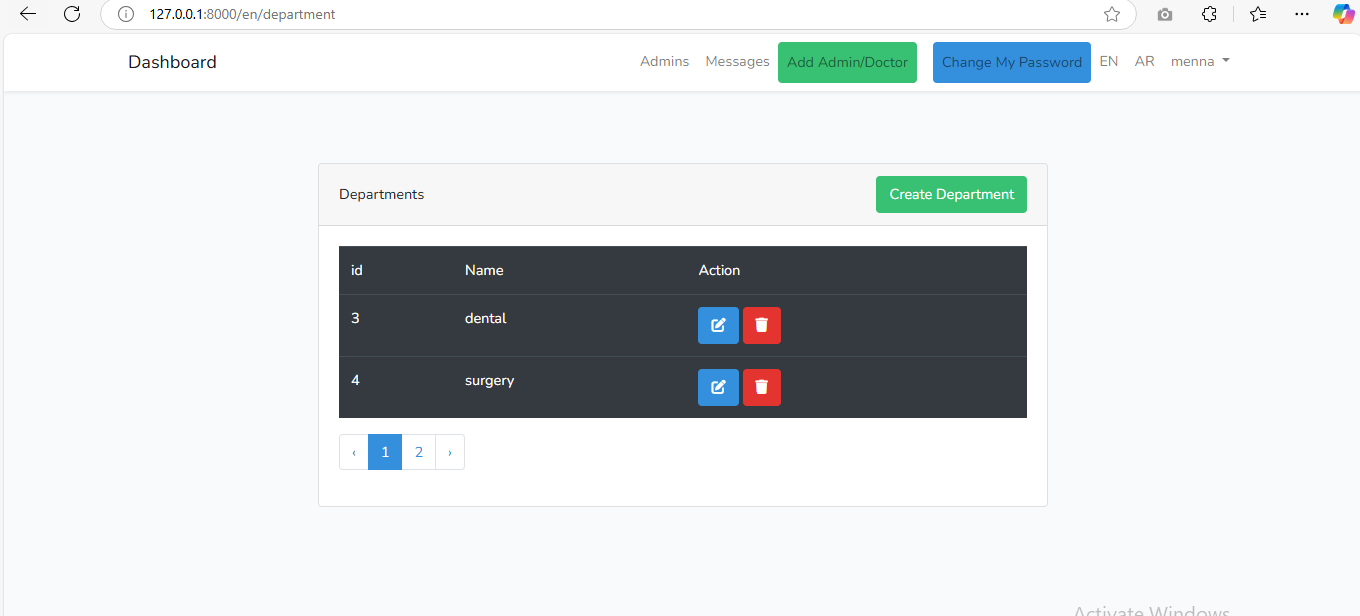 127.0.0.1:8000/en/department
Dashboard Admins Messages Add Admin/Doctor Change My Password EN AR menna
Departments Create Department
id Name Action
3 dental
4 surgery
‹ 1 2 ›
Activate Windows